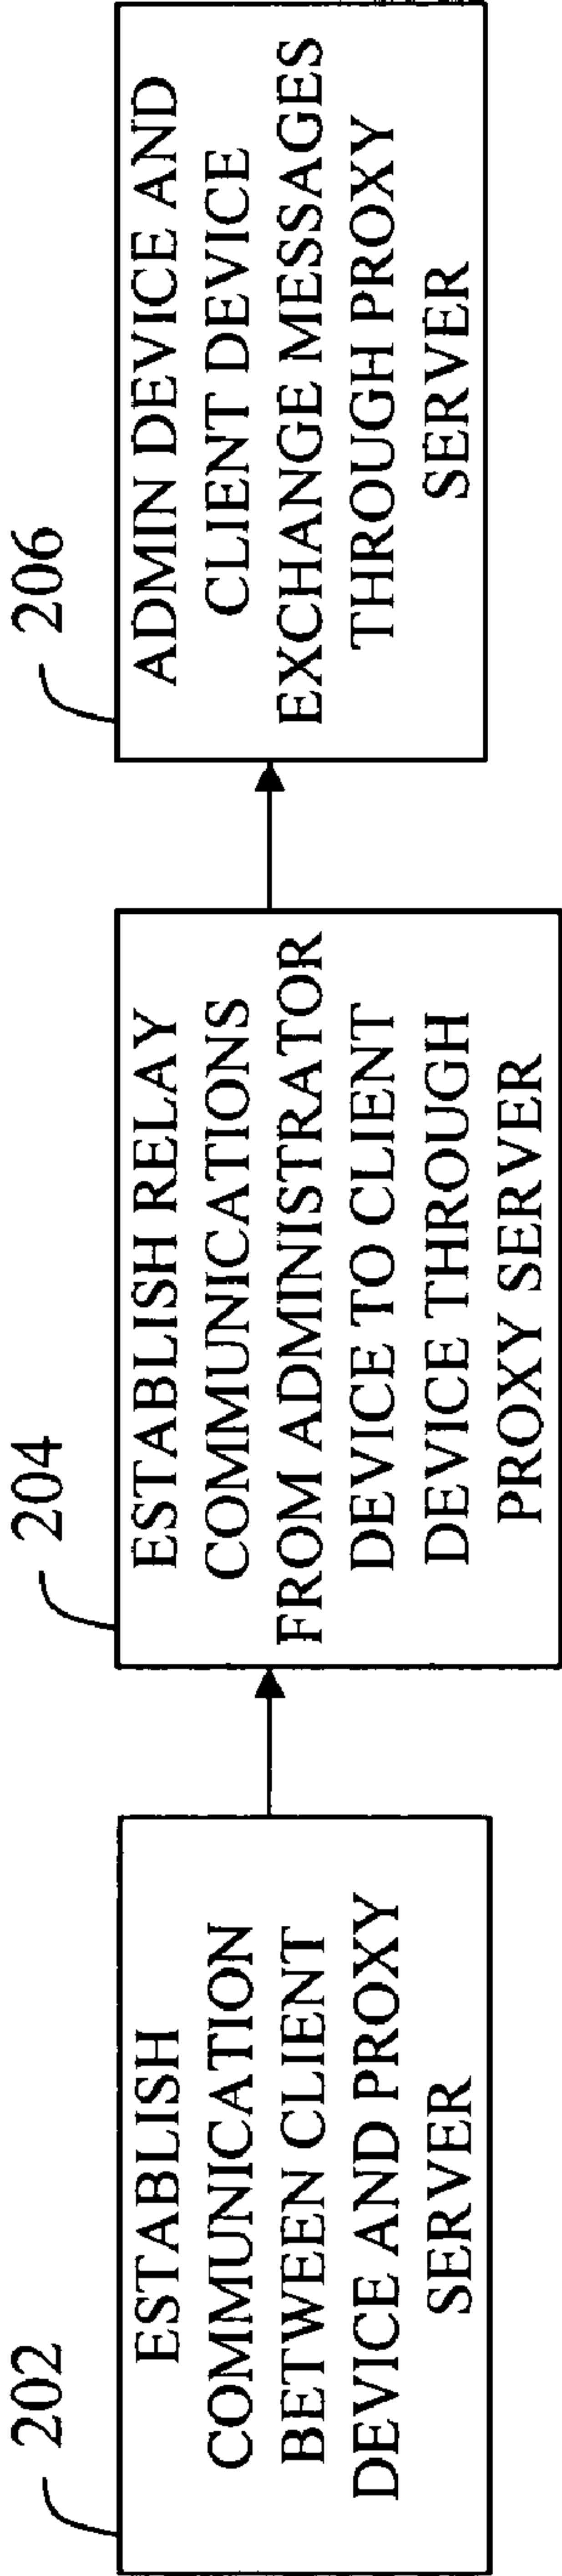 202
ESTABLISH
COMMUNICATION
BETWEEN CLIENT
DEVICE AND PROXY
SERVER
204
ESTABLISH RELAY
COMMUNICATIONS
FROM ADMINISTRATOR
DEVICE TO CLIENT
DEVICE THROUGH
PROXY SERVER
206
ADMIN DEVICE AND
CLIENT DEVICE
EXCHANGE MESSAGES
THROUGH PROXY
SERVER